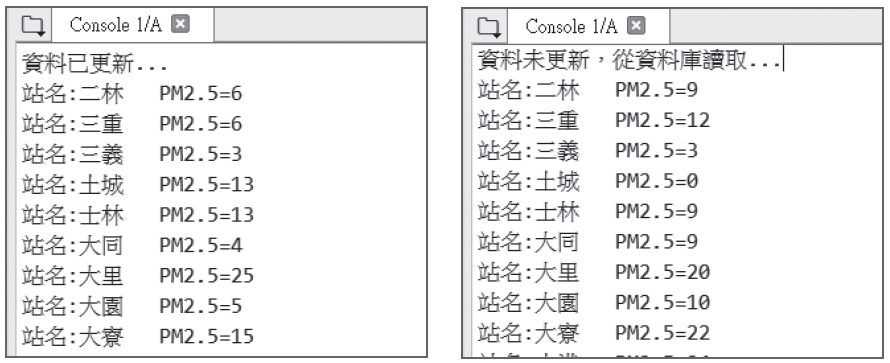 Console 1/A
資料已更新...
站名:二林 PM2.5=6
站名:三重 PM2.5=6
站名:三義 PM2.5=3
站名:土城 PM2.5=13
站名:士林 PM2.5=13
站名:大同 PM2.5=4
站名:大里 PM2.5=25
站名:大園 PM2.5=5
站名:大寮 PM2.5=15
Console 1/A
資料未更新，從資料庫讀取...
站名:二林 PM2.5=9
站名:三重 PM2.5=12
站名:三義 PM2.5=3
站名:土城 PM2.5=0
站名:士林 PM2.5=9
站名:大同 PM2.5=9
站名:大里 PM2.5=20
站名:大園 PM2.5=10
站名:大寮 PM2.5=22